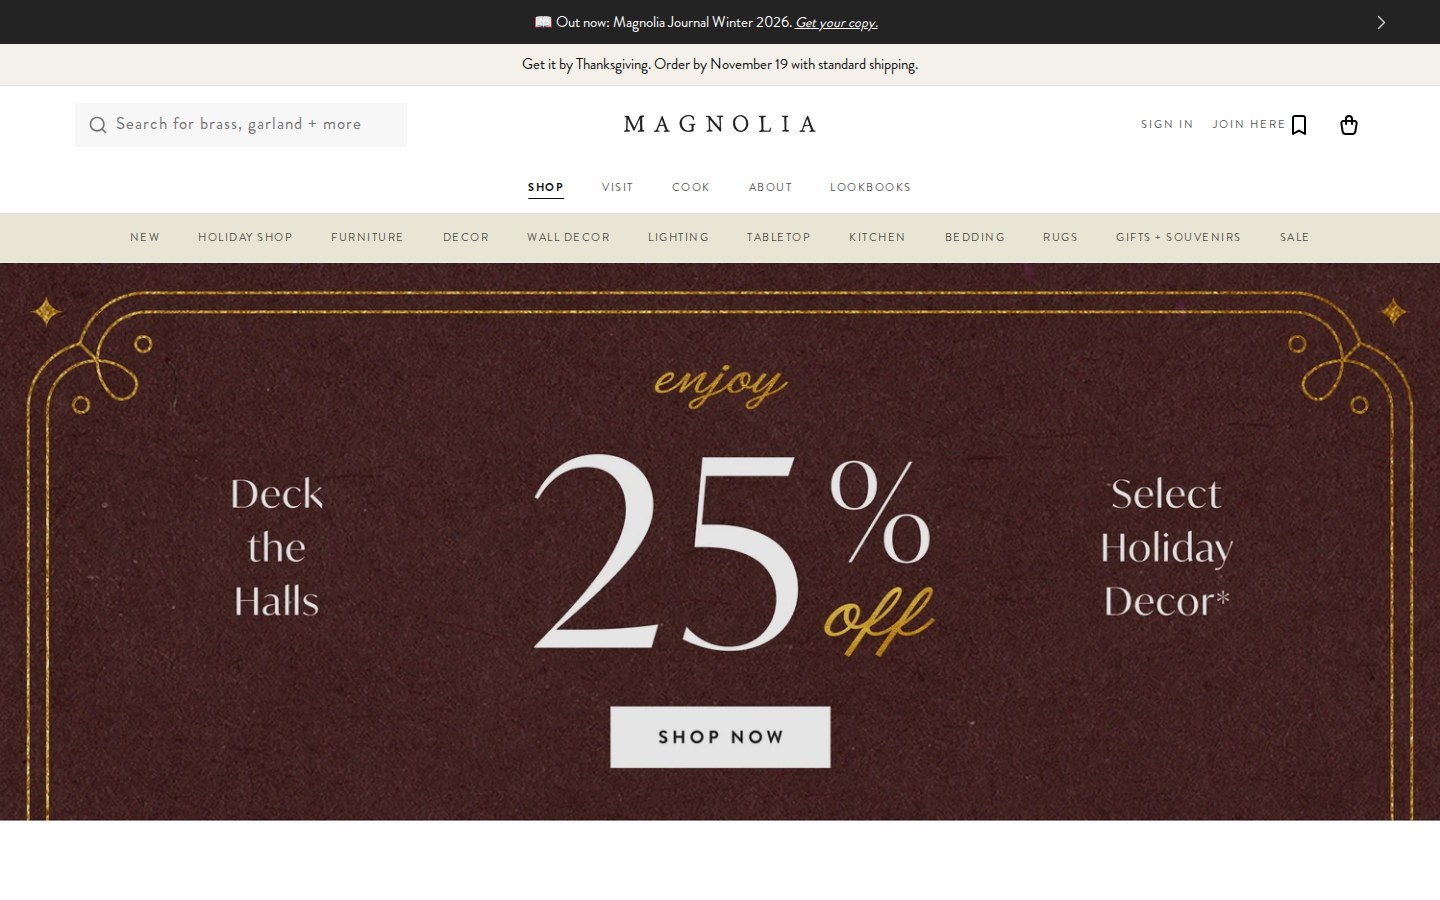 📖 Out now: Magnolia Journal Winter 2026. Get your copy.
Get it by Thanksgiving. Order by November 19 with standard shipping.
Search for brass, garland + more
MAGNOLIA
SIGN IN
JOIN HERE
SHOP
VISIT
COOK
ABOUT
LOOKBOOKS
NEW
HOLIDAY SHOP
FURNITURE
DECOR
WALL DECOR
LIGHTING
TABLETOP
KITCHEN
BEDDING
RUGS
GIFTS + SOUVENIRS
SALE
Deck
the
Halls
enjoy
25%
off
Select
Holiday
Decor*
SHOP NOW